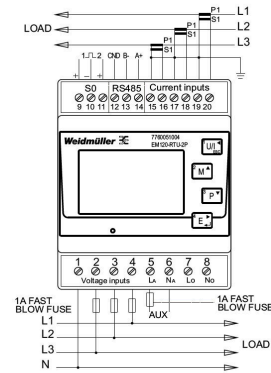 P1 L1
S1
LOAD P1 L2
S1
P1 L3
S1
1 2 GND B- A+
+ - +
S0 RS485 Current inputs
9 10 11 12 13 14 15 16 17 18 19 20
Weidmüller 7760051004
EM120-RTU-2P
U/I
ESC
M
P
E
1 2 3 4 5 6 7 8
Voltage inputs LA NA Lo No
1A FAST
BLOW FUSE
1A FAST
BLOW FUSE
AUX
L1
L2
LOAD
L3
N